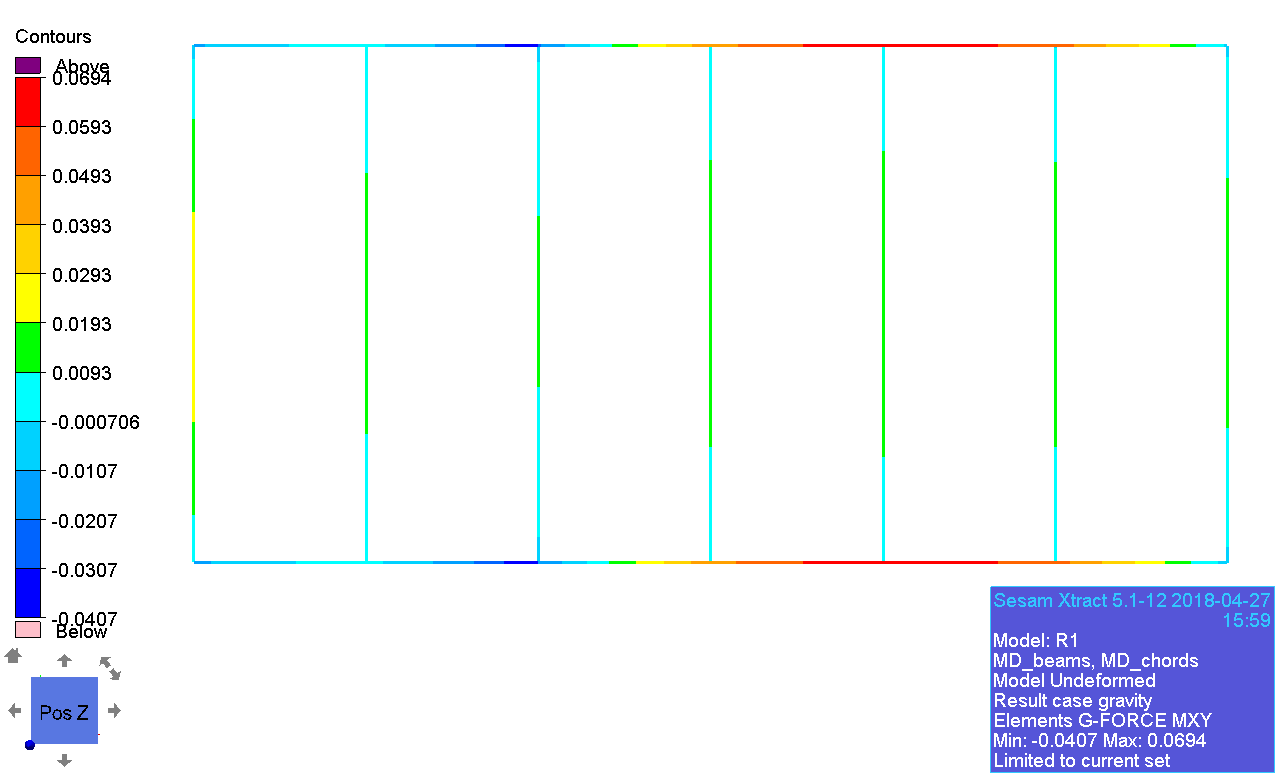 Contours
Above
0.0694
0.0593
0.0493
0.0393
0.0293
0.0193
0.0093
-0.000706
-0.0107
-0.0207
-0.0307
-0.0407
Below
Pos Z
Sesam Xtract 5.1-12 2018-04-27
15:59
Model: R1
MD_beams, MD_chords
Model Undeformed
Result case gravity
Elements G-FORCE MXY
Min: -0.0407 Max: 0.0694
Limited to current set